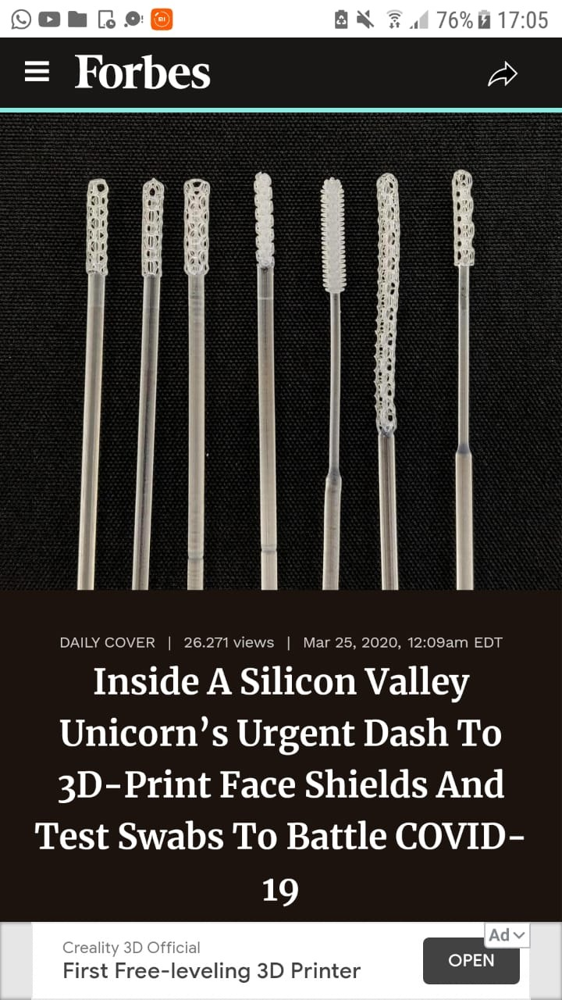 76% 17:05
Forbes
DAILY COVER | 26.271 views | Mar 25, 2020, 12:09am EDT
Inside A Silicon Valley
Unicorn’s Urgent Dash To
3D-Print Face Shields And
Test Swabs To Battle COVID-
19
Ad
Creality 3D Official
First Free-leveling 3D Printer
OPEN